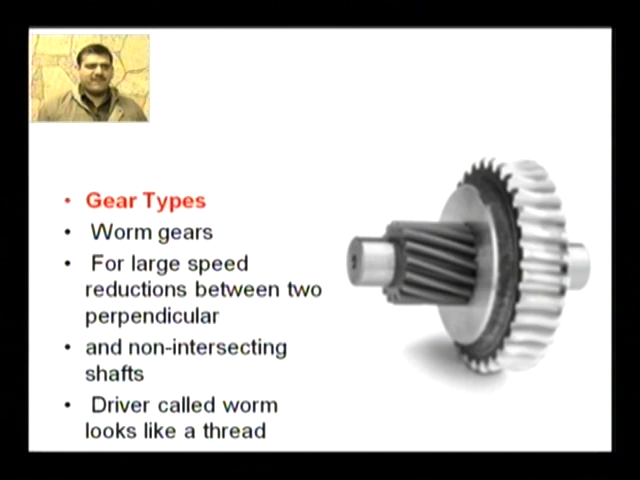 • Gear Types
• Worm gears
• For large speed
reductions between two
perpendicular
• and non-intersecting
shafts
• Driver called worm
looks like a thread